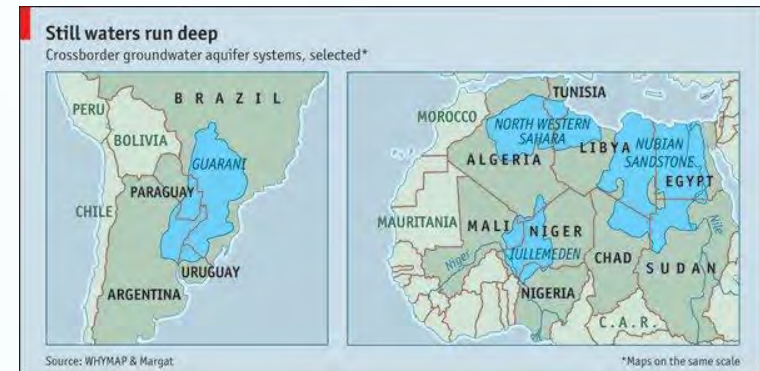 Still waters run deep
Crossborder groundwater aquifer systems, selected*
PERU
BRAZIL
BOLIVIA
GUARANI
PARAGUAY
CHILE
URUGUAY
ARGENTINA
TUNISIA
MOROCCO
NORTH WESTERN
SAHARA
ALGERIA
LIBYA
NUBIAN
SANDSTONE
EGYPT
MAURITANIA
MALI
NIGER
Nile
Niger
IULLEMEDEN
CHAD
SUDAN
NIGERIA
C.A.R.
Source: WHYMAP & Margat
*Maps on the same scale